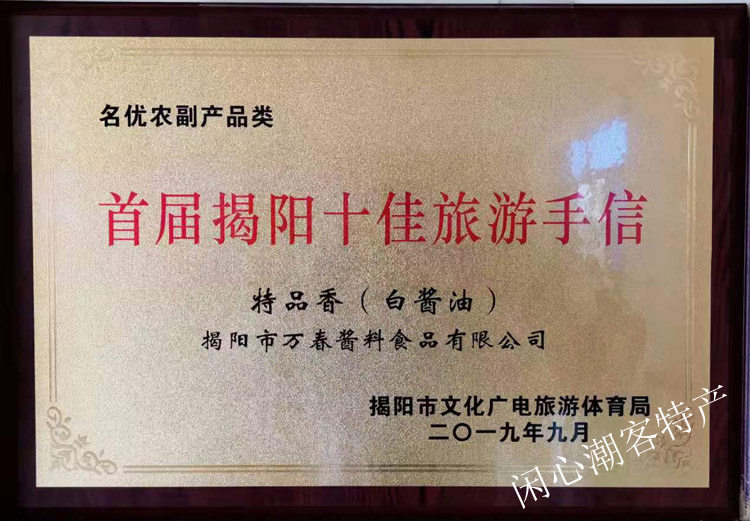 名优农副产品类
首届揭阳十佳旅游手信
特品香（白酱油）
揭阳市万春酱料食品有限公司
揭阳市文化广电旅游体育局
二〇一九年九月
闲心潮客特产